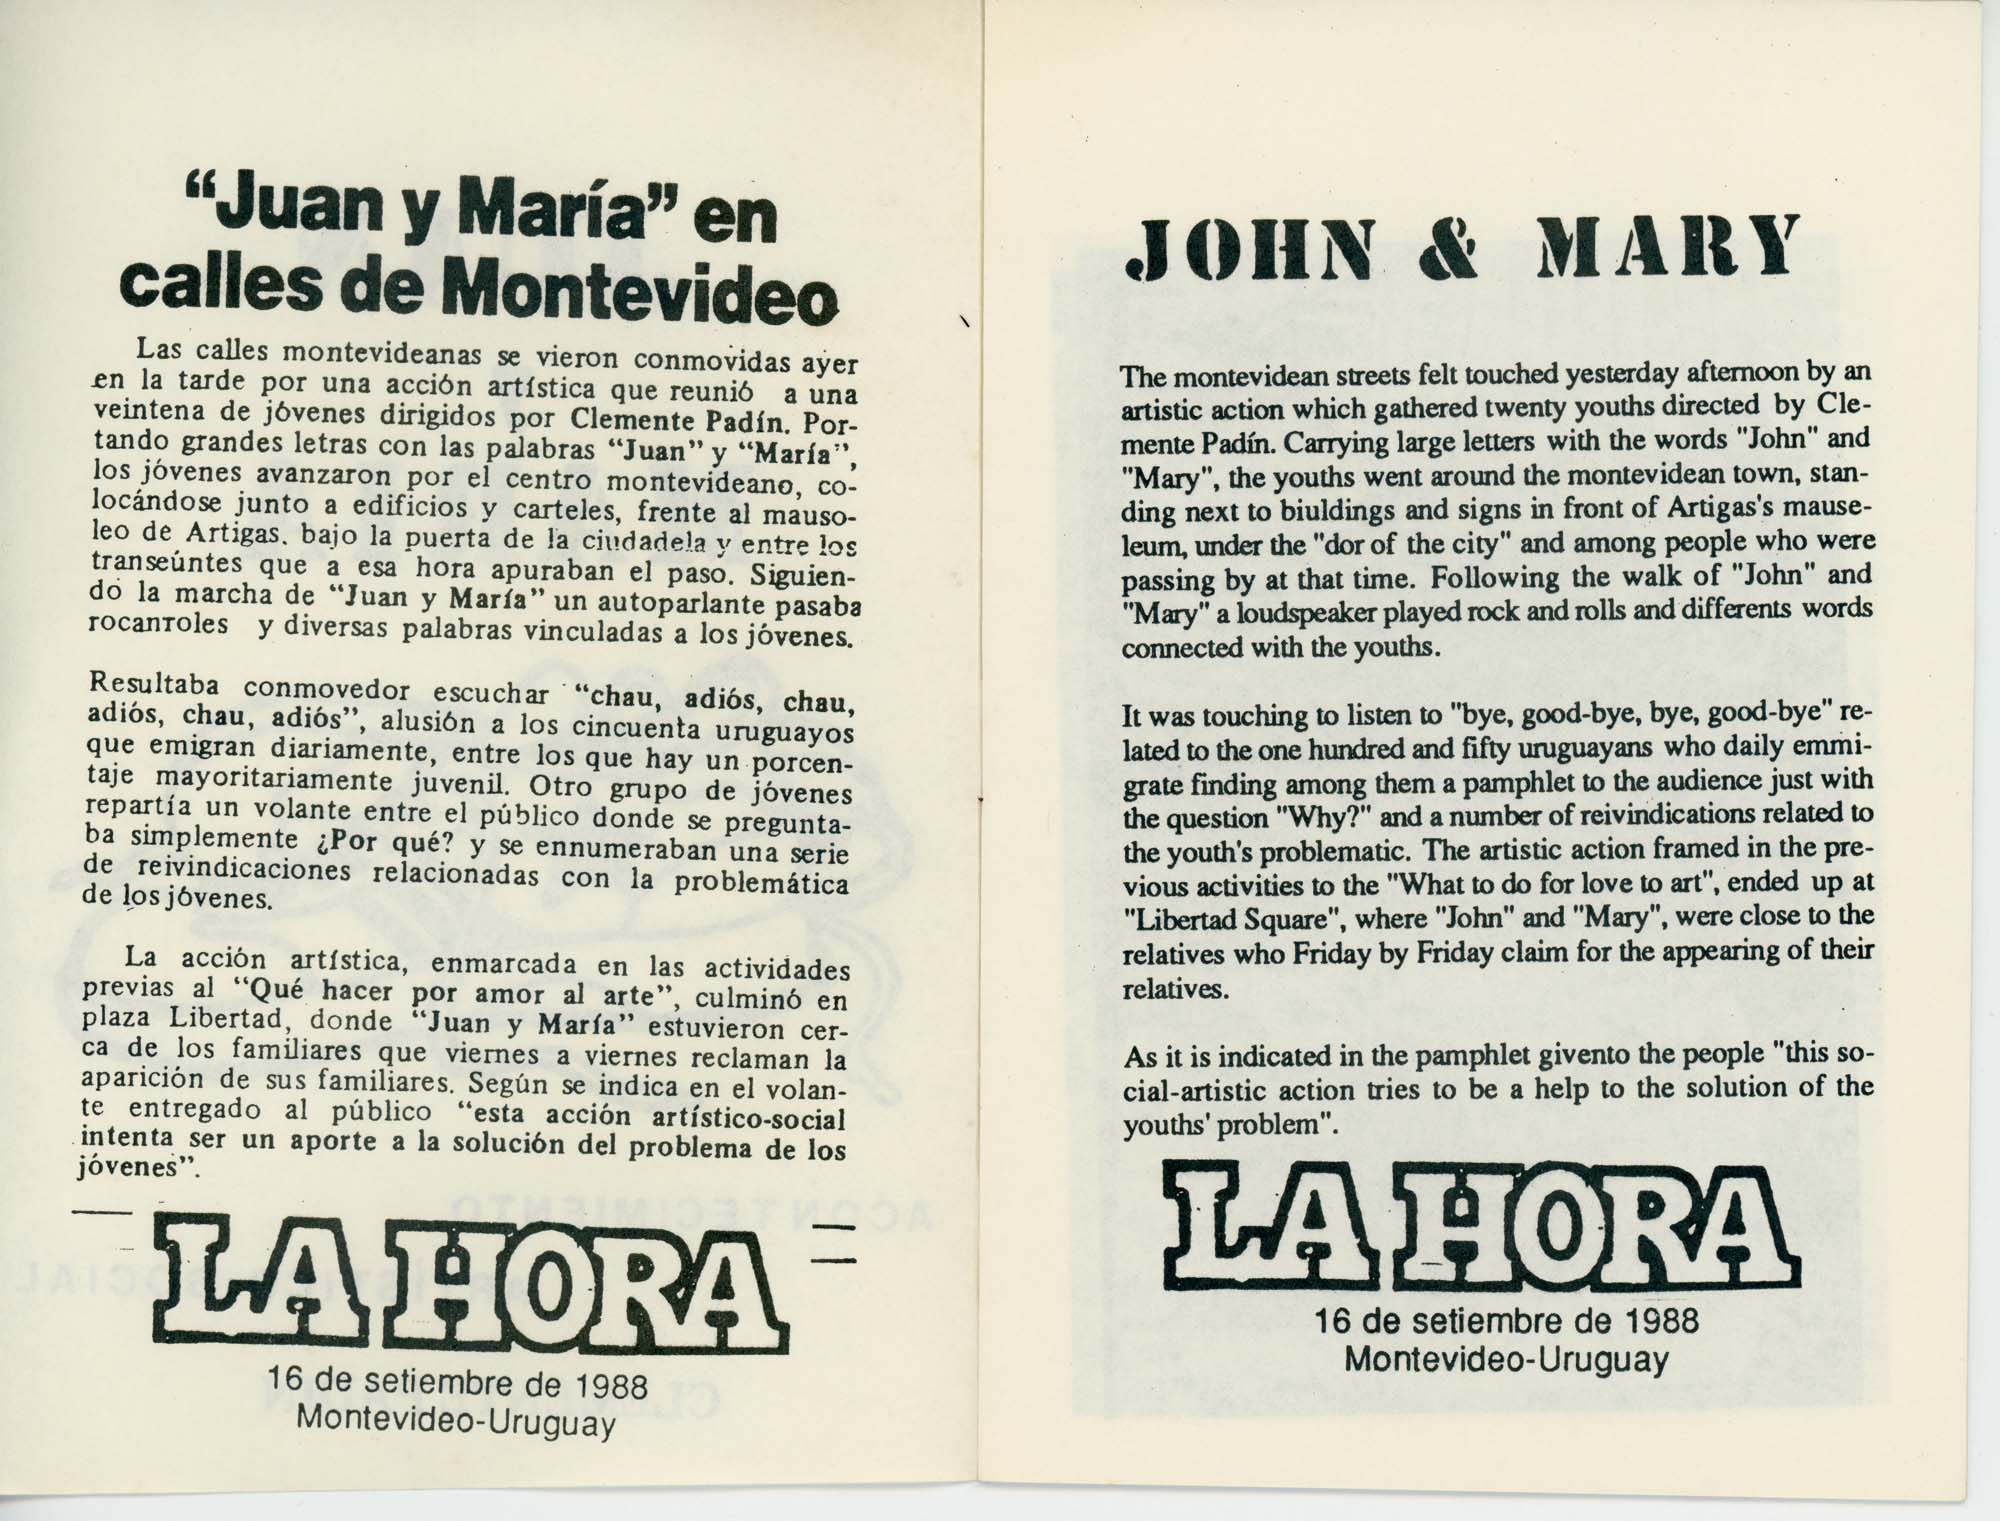 “Juan y María” en
calles de Montevideo
Las calles montevideanas se vieron conmovidas ayer
en la tarde por una acción artística que reunió a una
veintena de jóvenes dirigidos por Clemente Padín. Por-
tando grandes letras con las palabras “Juan” y “María”,
los jóvenes avanzaron por el centro montevideano, co-
locándose junto a edificios y carteles, frente al mauso-
leo de Artigas. bajo la puerta de la ciudadela y entre los
transeúntes que a esa hora apuraban el paso. Siguien-
do la marcha de “Juan y María” un autoparlante pasaba
rocanroles y diversas palabras vinculadas a los jóvenes.
Resultaba conmovedor escuchar “chau, adiós, chau,
adiós, chau, adiós”, alusión a los cincuenta uruguayos
que emigran diariamente, entre los que hay un porcen-
taje mayoritariamente juvenil. Otro grupo de jóvenes
repartía un volante entre el público donde se pregunta-
ba simplemente ¿Por qué? y se ennumeraban una serie
de reivindicaciones relacionadas con la problemática
de los jóvenes.
La acción artística, enmarcada en las actividades
previas al “Qué hacer por amor al arte”, culminó en
plaza Libertad, donde “Juan y María” estuvieron cer-
ca de los familiares que viernes a viernes reclaman la
aparición de sus familiares. Según se indica en el volan-
te entregado al público “esta acción artístico-social
intenta ser un aporte a la solución del problema de los
jóvenes”.
LA HORA
16 de setiembre de 1988
Montevideo-Uruguay
JOHN & MARY
The montevidean streets felt touched yesterday afternoon by an
artistic action which gathered twenty youths directed by Cle-
mente Padín. Carrying large letters with the words "John" and
"Mary", the youths went around the montevidean town, stan-
ding next to biuldings and signs in front of Artigas's mause-
leum, under the "dor of the city" and among people who were
passing by at that time. Following the walk of "John" and
"Mary" a loudspeaker played rock and rolls and differents words
connected with the youths.
It was touching to listen to "bye, good-bye, bye, good-bye" re-
lated to the one hundred and fifty uruguayans who daily emmi-
grate finding among them a pamphlet to the audience just with
the question "Why?" and a number of reivindications related to
the youth's problematic. The artistic action framed in the pre-
vious activities to the "What to do for love to art", ended up at
"Libertad Square", where "John" and "Mary", were close to the
relatives who Friday by Friday claim for the appearing of their
relatives.
As it is indicated in the pamphlet givento the people "this so-
cial-artistic action tries to be a help to the solution of the
youths' problem".
LA HORA
16 de setiembre de 1988
Montevideo-Uruguay